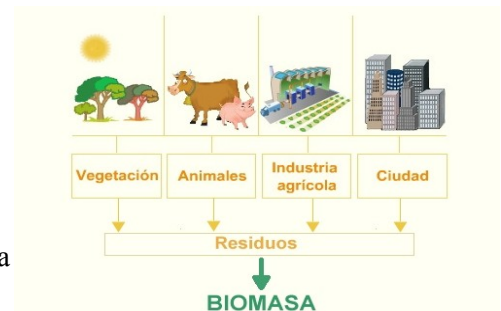 Vegetación
Animales
Industria
agrícola
Ciudad
Residuos
a
BIOMASA